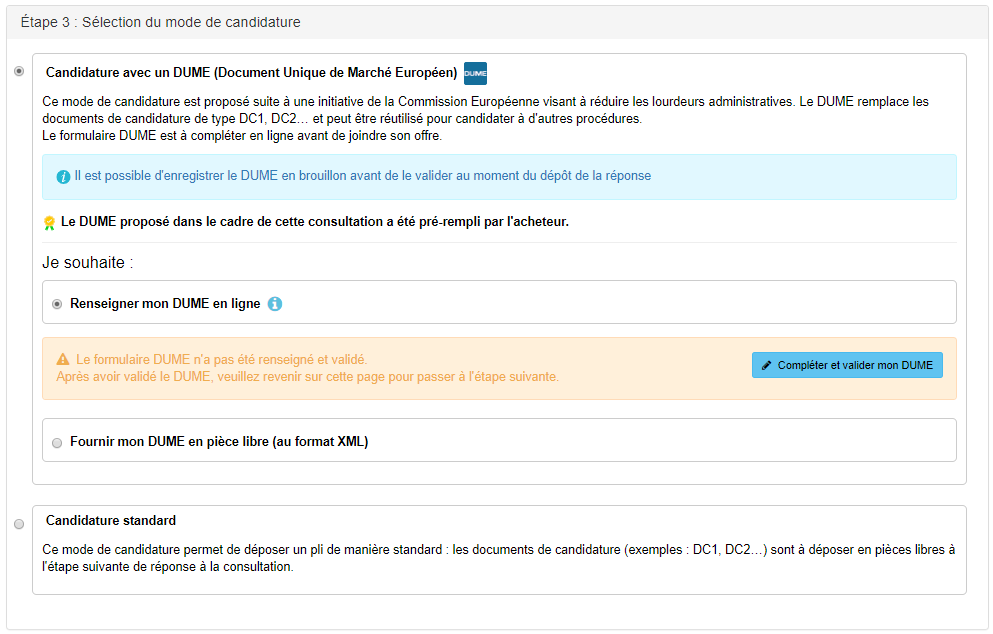 Étape 3 : Sélection du mode de candidature
Candidature avec un DUME (Document Unique de Marché Européen) DUME
Ce mode de candidature est proposé suite à une initiative de la Commission Européenne visant à réduire les lourdeurs administratives. Le DUME remplace les
documents de candidature de type DC1, DC2… et peut être réutilisé pour candidater à d'autres procédures.
Le formulaire DUME est à compléter en ligne avant de joindre son offre.
Il est possible d'enregistrer le DUME en brouillon avant de le valider au moment du dépôt de la réponse
Le DUME proposé dans le cadre de cette consultation a été pré-rempli par l'acheteur.
Je souhaite :
Renseigner mon DUME en ligne
Le formulaire DUME n'a pas été renseigné et validé.
Après avoir validé le DUME, veuillez revenir sur cette page pour passer à l'étape suivante.
Compléter et valider mon DUME
Fournir mon DUME en pièce libre (au format XML)
Candidature standard
Ce mode de candidature permet de déposer un pli de manière standard : les documents de candidature (exemples : DC1, DC2…) sont à déposer en pièces libres à
l'étape suivante de réponse à la consultation.